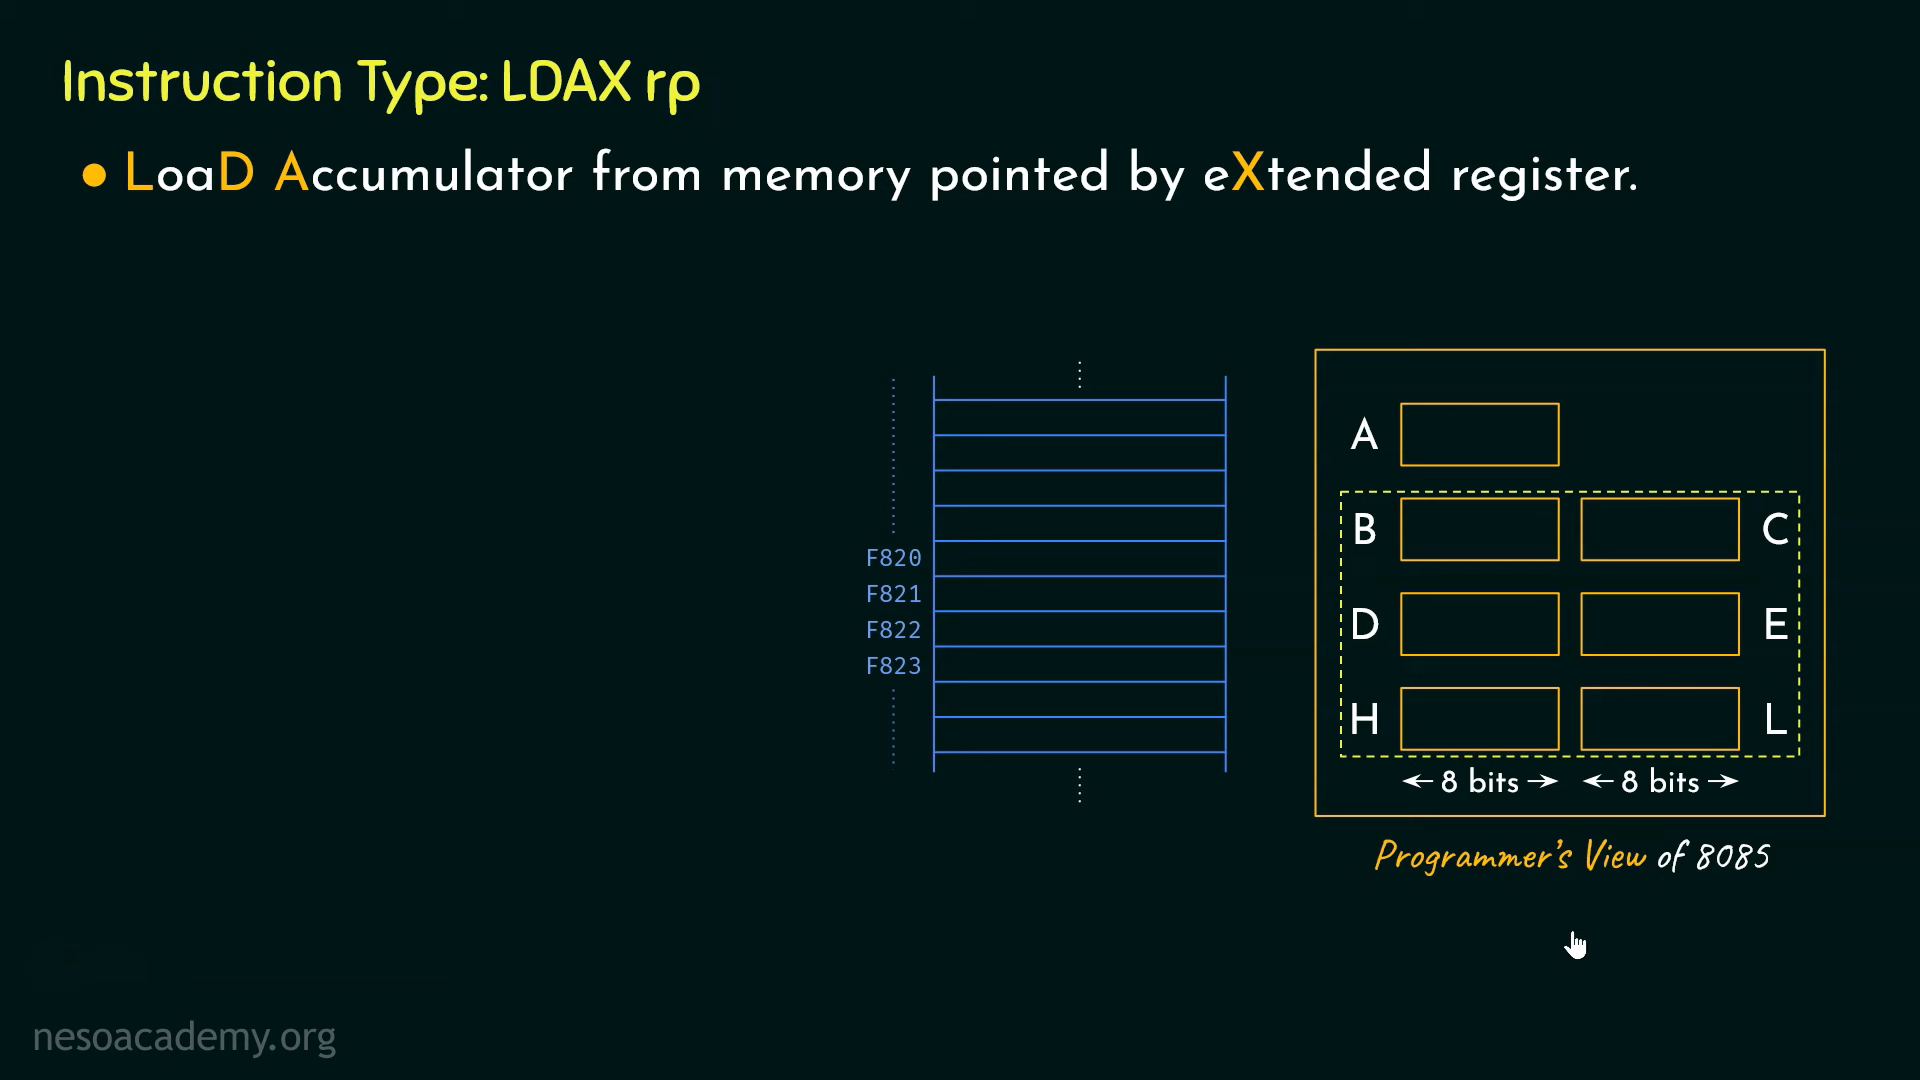 Instruction Type: LDAX rp
● LoaD Accumulator from memory pointed by eXtended register.
F820
F821
F822
F823
A
B C
D E
H L
← 8 bits → ← 8 bits →
Programmer's View of 8085
nesoacademy.org